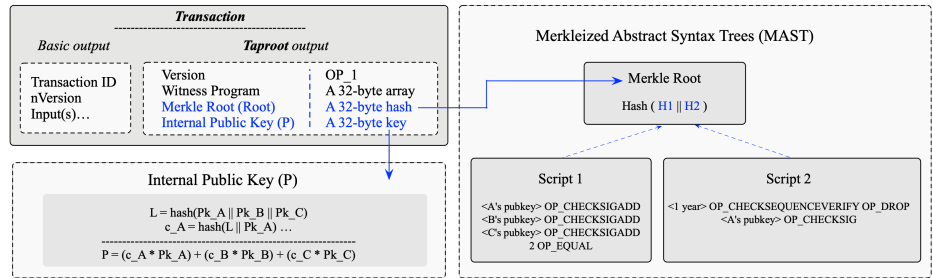 Transaction
Basic output
Taproot output
Transaction ID
nVersion
Input(s)…
Version OP_1
Witness Program A 32-byte array
Merkle Root (Root) A 32-byte hash
Internal Public Key (P) A 32-byte key
Internal Public Key (P)
L = hash(Pk_A || Pk_B || Pk_C)
c_A = hash(L || Pk_A) …
P = (c_A * Pk_A) + (c_B * Pk_B) + (c_C * Pk_C)
Merkleized Abstract Syntax Trees (MAST)
Merkle Root
Hash ( H1 || H2 )
Script 1
<A's pubkey> OP_CHECKSIGADD
<B's pubkey> OP_CHECKSIGADD
<C's pubkey> OP_CHECKSIGADD
2 OP_EQUAL
Script 2
<1 year> OP_CHECKSEQUENCEVERIFY OP_DROP
<A's pubkey> OP_CHECKSIG